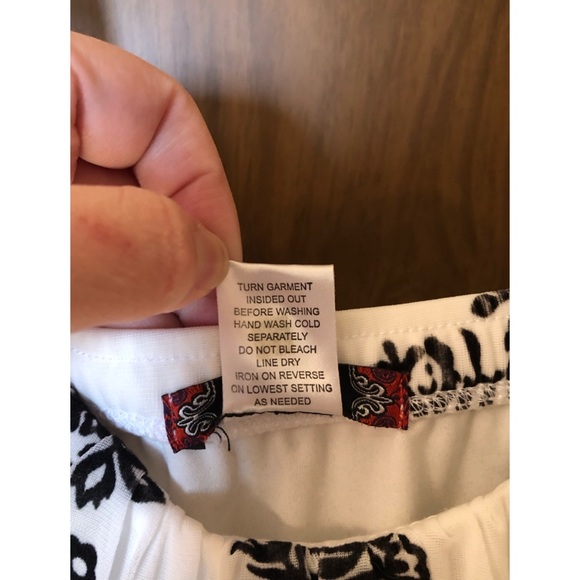 TURN GARMENT
INSIDED OUT
BEFORE WASHING
HAND WASH COLD
SEPARATELY
DO NOT BLEACH
LINE DRY
IRON ON REVERSE
ON LOWEST SETTING
AS NEEDED